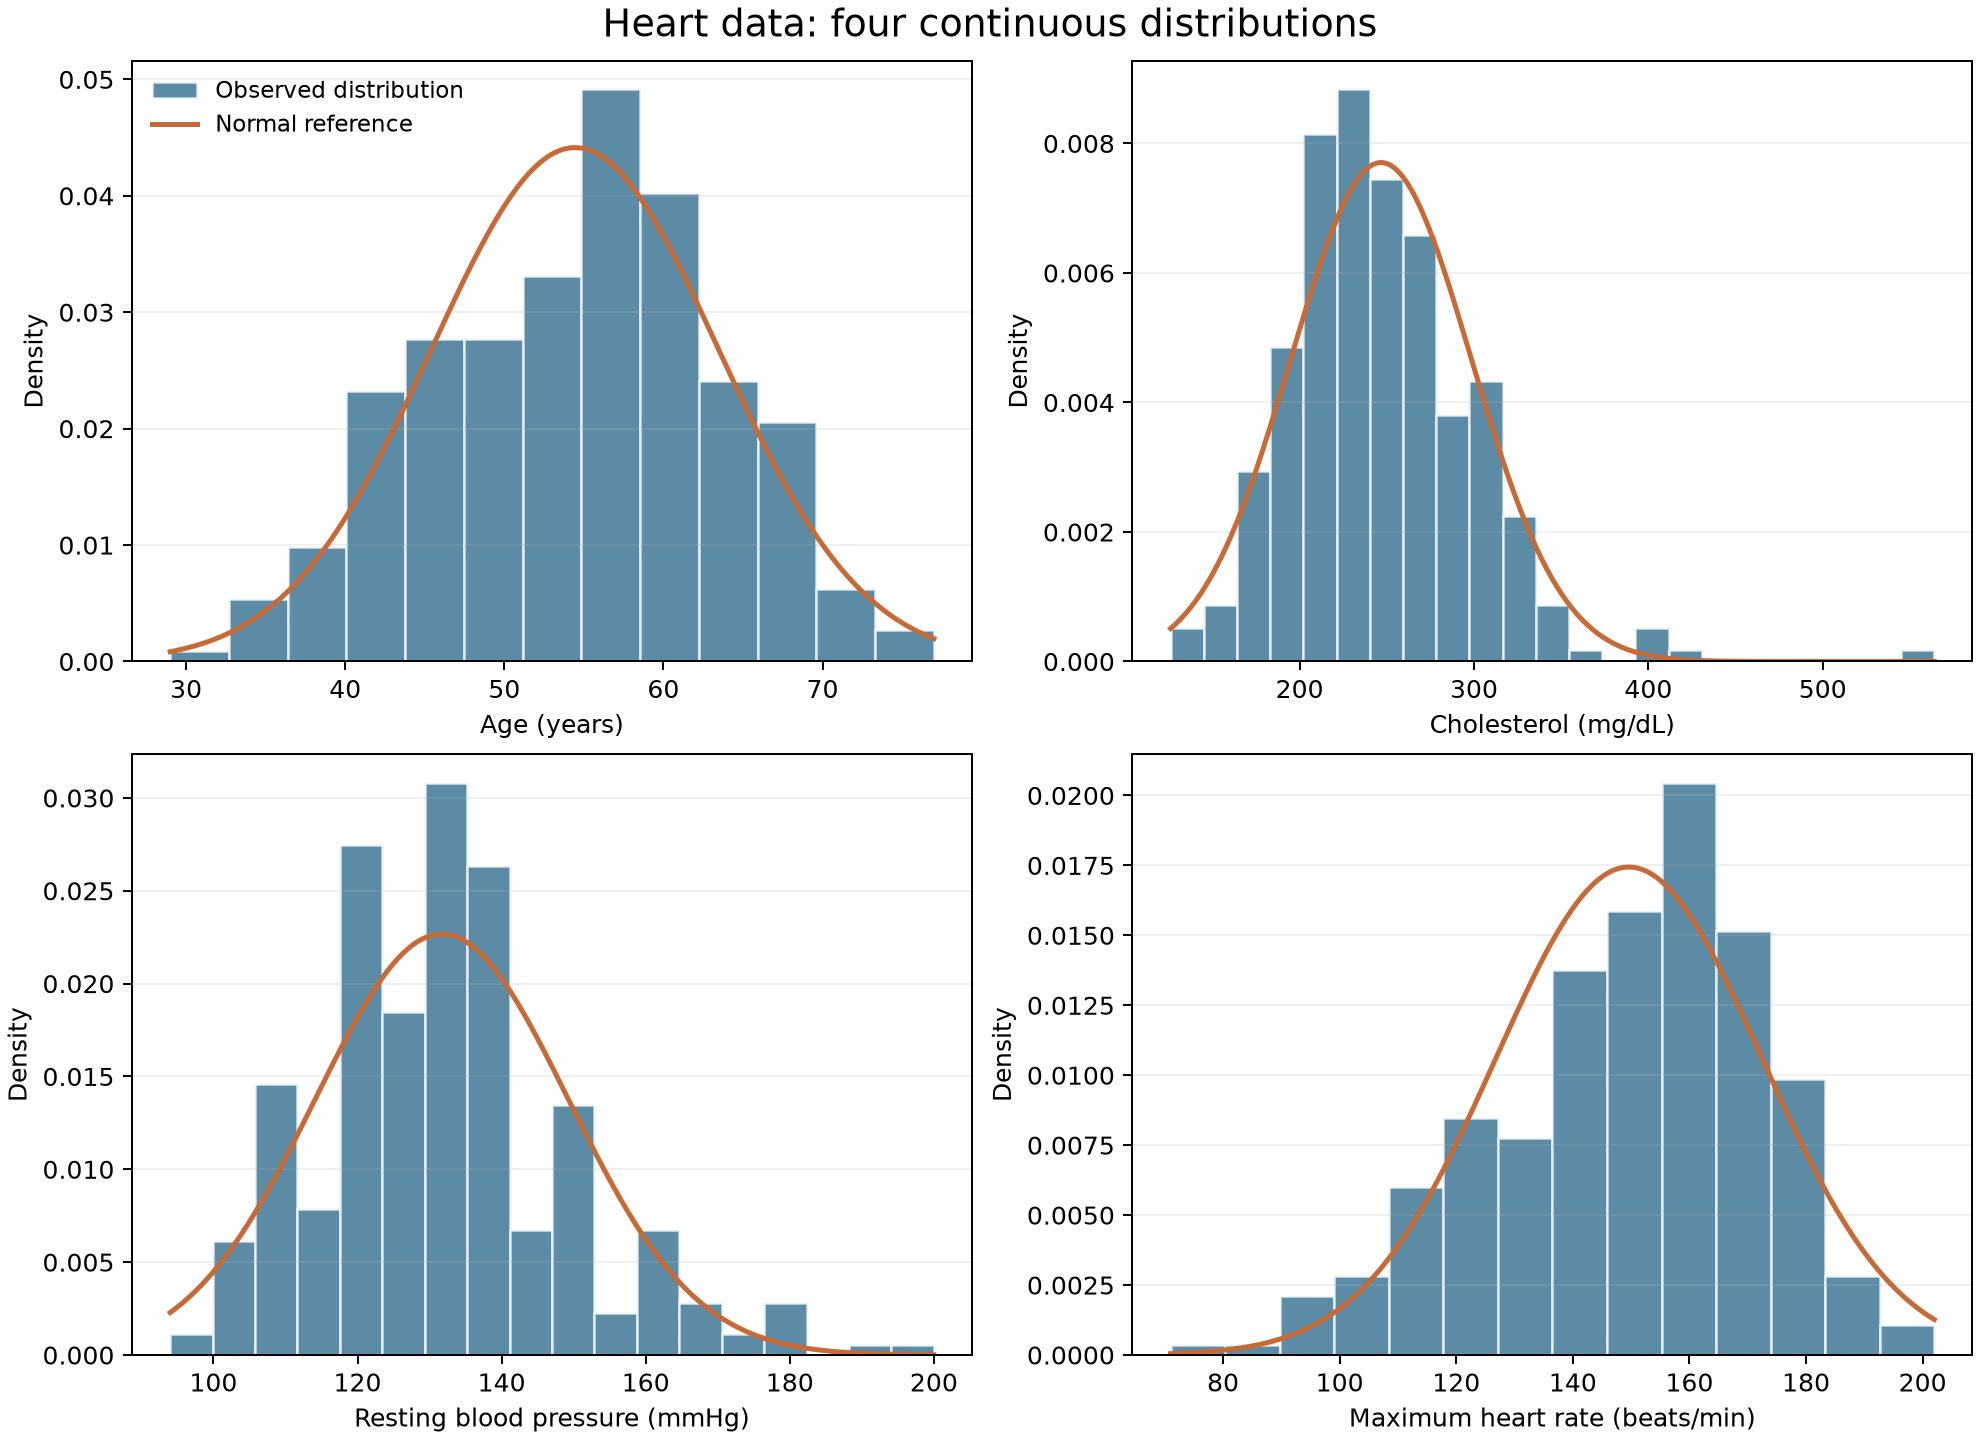 Heart data: four continuous distributions
0.05
0.04
0.03
0.02
0.01
0.00
Density
Observed distribution
Normal reference
30 40 50 60 70
Age (years)
0.008
0.006
0.004
0.002
0.000
Density
200 300 400 500
Cholesterol (mg/dL)
0.030
0.025
0.020
0.015
0.010
0.005
0.000
Density
100 120 140 160 180 200
Resting blood pressure (mmHg)
0.0200
0.0175
0.0150
0.0125
0.0100
0.0075
0.0050
0.0025
0.0000
Density
80 100 120 140 160 180 200
Maximum heart rate (beats/min)